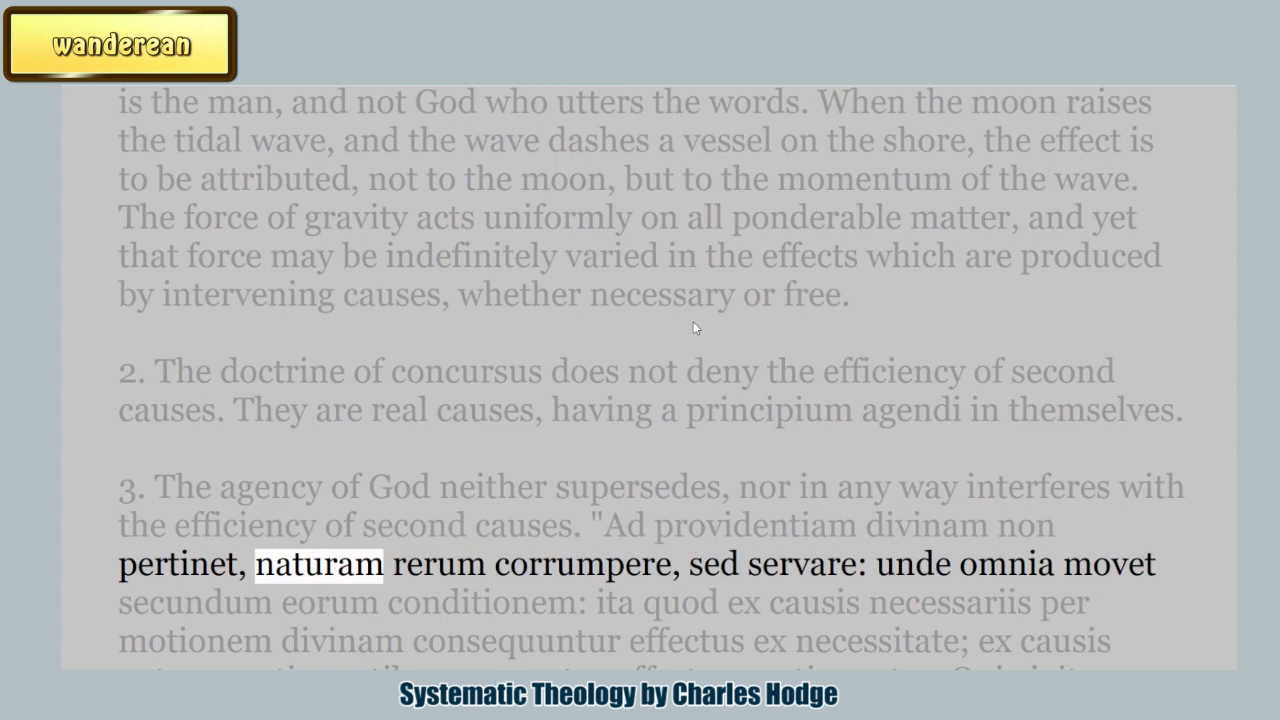 wanderean
is the man, and not God who utters the words. When the moon raises
the tidal wave, and the wave dashes a vessel on the shore, the effect is
to be attributed, not to the moon, but to the momentum of the wave.
The force of gravity acts uniformly on all ponderable matter, and yet
that force may be indefinitely varied in the effects which are produced
by intervening causes, whether necessary or free.
2. The doctrine of concursus does not deny the efficiency of second
causes. They are real causes, having a principium agendi in themselves.
3. The agency of God neither supersedes, nor in any way interferes with
the efficiency of second causes. "Ad providentiam divinam non
pertinet, naturam rerum corrumpere, sed servare: unde omnia movet
secundum eorum conditionem: ita quod ex causis necessariis per
motionem divinam consequuntur effectus ex necessitate; ex causis
Systematic Theology by Charles Hodge